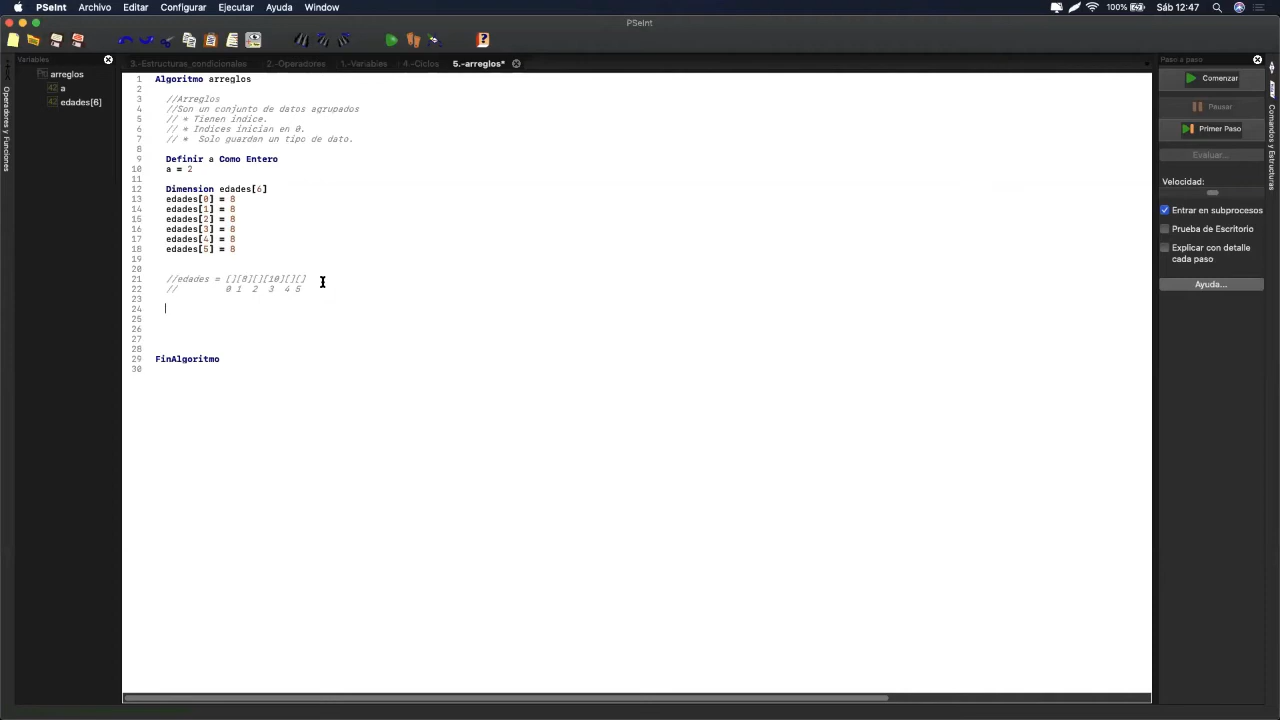 PSeInt Archivo Editar Configurar Ejecutar Ayuda Window 100% Sáb 12:47
PSeInt
Variables
3.-Estructuras_condicionales 2.-Operadores 1.-Variables 4.-Ciclos 5.-arreglos*
Paso a paso
arreglos
a
edades[6]
Operadores y Funciones
1 Algoritmo arreglos
2
3 //Arreglos
4 //Son un conjunto de datos agrupados
5 // * Tienen indice.
6 // * Indices inician en 0.
7 // * Solo guardan un tipo de dato.
8
9 Definir a Como Entero
10 a = 2
11
12 Dimension edades[6]
13 edades[0] = 8
14 edades[1] = 8
15 edades[2] = 8
16 edades[3] = 8
17 edades[4] = 8
18 edades[5] = 8
19
20
21 //edades = [][8][][10][][]
22 // 0 1 2 3 4 5
23
24
25
26
27
28
29 FinAlgoritmo
30
Comenzar
Pausar
Primer Paso
Evaluar...
Velocidad:
Entrar en subprocesos
Prueba de Escritorio
Explicar con detalle
cada paso
Ayuda...
Comandos y Estructuras